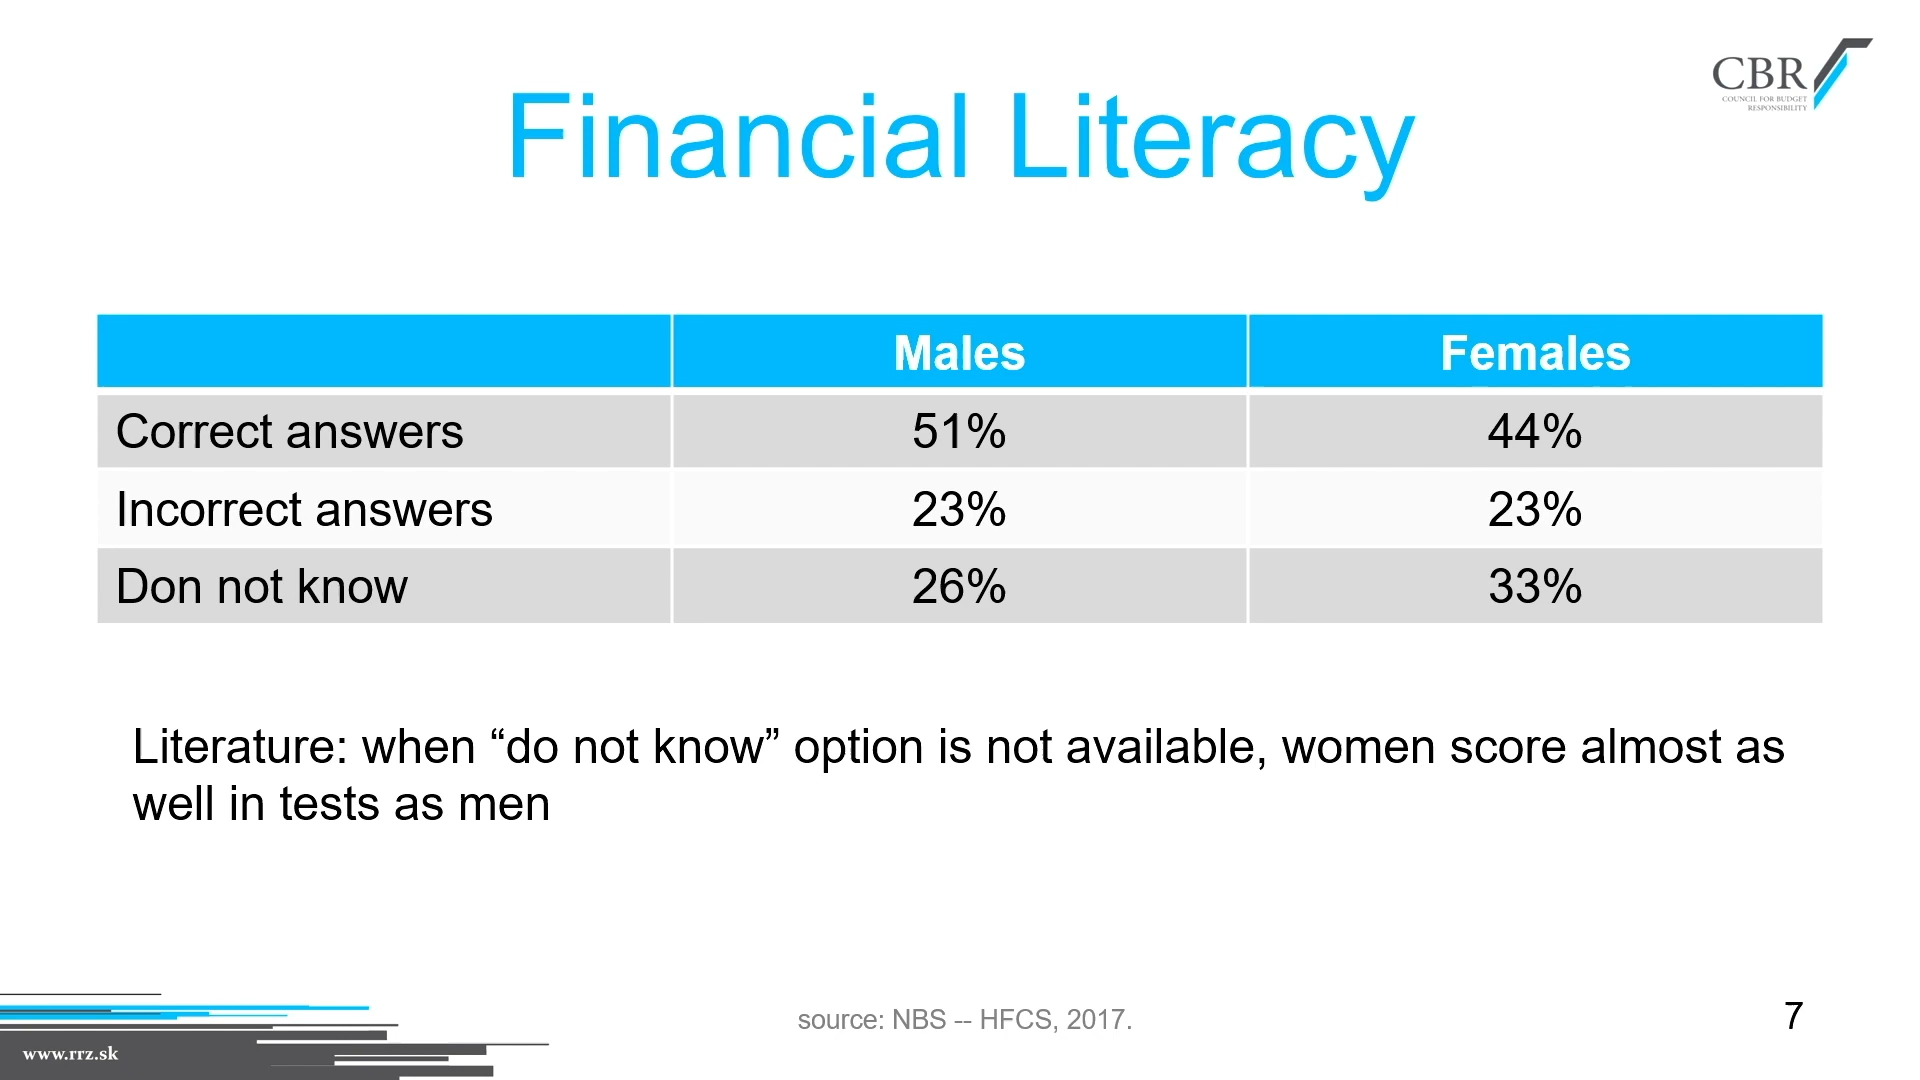 CBR
COUNCIL FOR BUDGET
RESPONSIBILITY
Financial Literacy
Males Females
Correct answers 51% 44%
Incorrect answers 23% 23%
Don not know 26% 33%
Literature: when “do not know” option is not available, women score almost as
well in tests as men
source: NBS -- HFCS, 2017.
7
www.rrz.sk